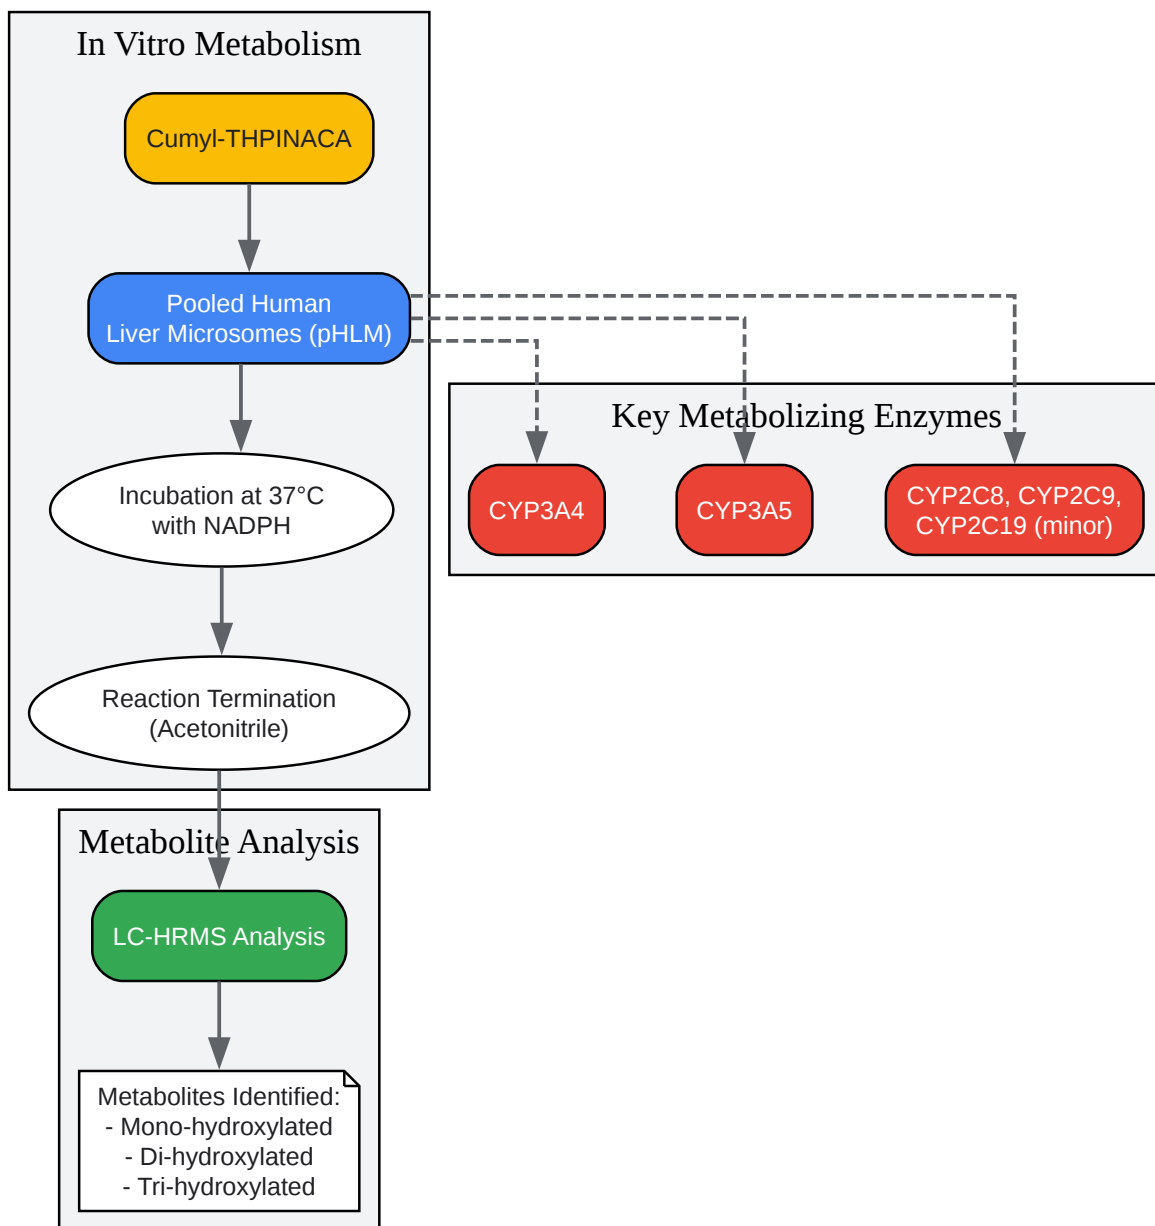 In Vitro Metabolism
Cumyl-THPINACA
Pooled Human
Liver Microsomes (pHLM)
Incubation at 37°C
with NADPH
Reaction Termination
(Acetonitrile)
Key Metabolizing Enzymes
CYP3A4
CYP3A5
CYP2C8, CYP2C9,
CYP2C19 (minor)
Metabolite Analysis
LC-HRMS Analysis
Metabolites Identified:
- Mono-hydroxylated
- Di-hydroxylated
- Tri-hydroxylated